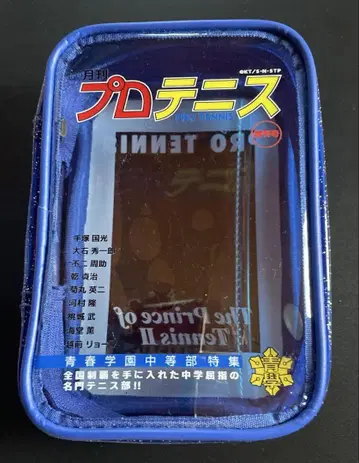 ©KT/S・N・STP
月刊
プロテニス
PRO TENNIS
RO TENNI
手塚 国光
大石 秀一郎
不二 周助
乾 貞治
菊丸 英二
河村 隆
桃城 武
海堂 薫
越前 リョー
The Prince of
Tennis II
青春学園中等部特集
全国制覇を手に入れた中学屈指の
名門テニス部!!
青學